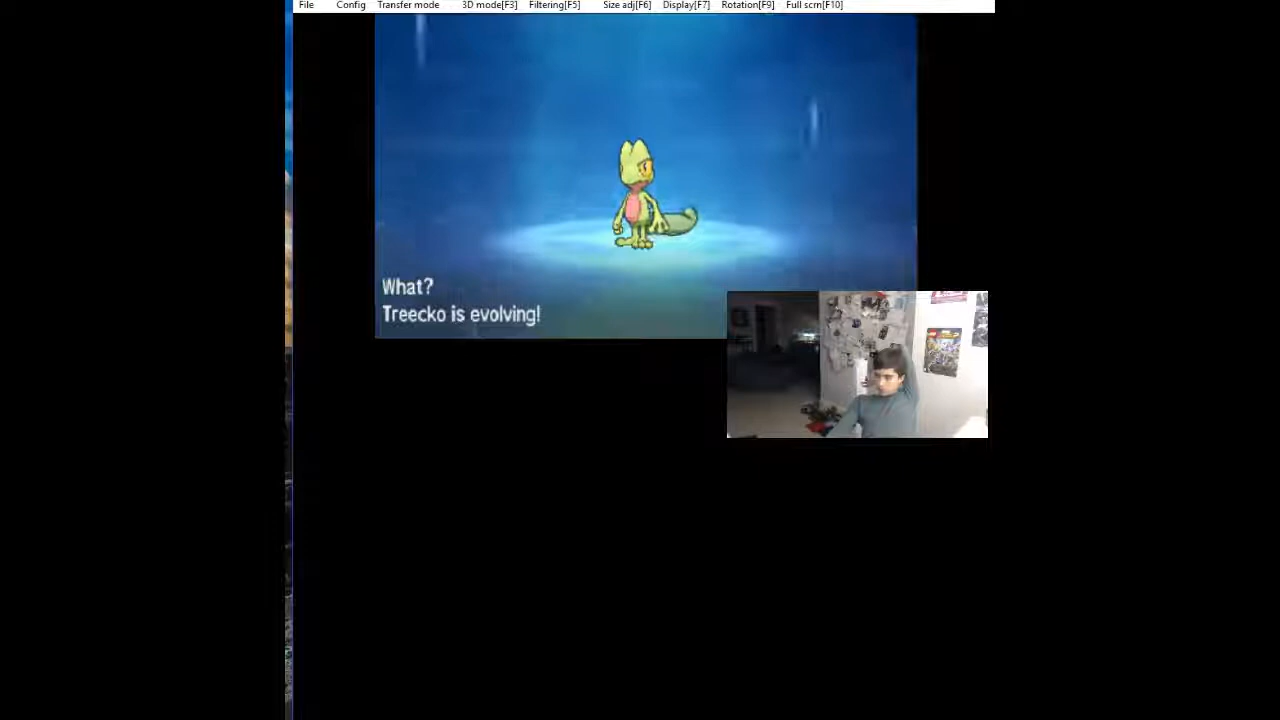 File Config Transfer mode 3D mode[F3] Filtering[F5] Size adj[F6] Display[F7] Rotation[F9] Full scrn[F10]
What?
Treecko is evolving!